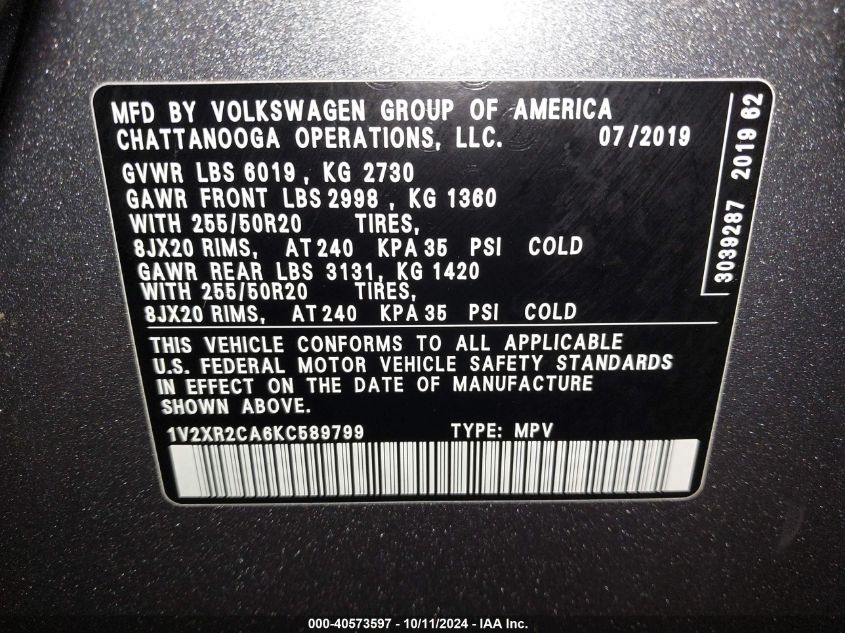 MFD BY VOLKSWAGEN GROUP OF AMERICA
CHATTANOOGA OPERATIONS, LLC. 07/2019
GVWR LBS 6019, KG 2730
GAWR FRONT LBS 2998, KG 1360
WITH 255/50R20 TIRES,
8JX20 RIMS, AT 240 KPA 35 PSI COLD
GAWR REAR LBS 3131, KG 1420
WITH 255/50R20 TIRES,
8JX20 RIMS, AT 240 KPA 35 PSI COLD
THIS VEHICLE CONFORMS TO ALL APPLICABLE
U.S. FEDERAL MOTOR VEHICLE SAFETY STANDARDS
IN EFFECT ON THE DATE OF MANUFACTURE
SHOWN ABOVE.
1V2XR2CA6KC589799 TYPE: MPV
3039287 2019 62
000-40573597 - 10/11/2024 - IAA Inc.